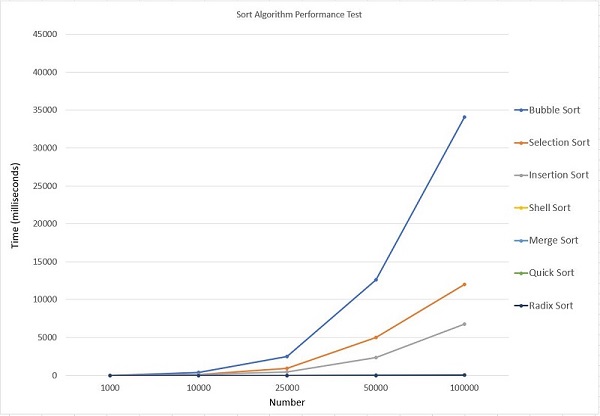 Sort Algorithm Performance Test
45000
40000
35000
30000
25000
20000
15000
10000
5000
0
Time (milliseconds)
1000 10000 25000 50000 100000
Number
Bubble Sort
Selection Sort
Insertion Sort
Shell Sort
Merge Sort
Quick Sort
Radix Sort